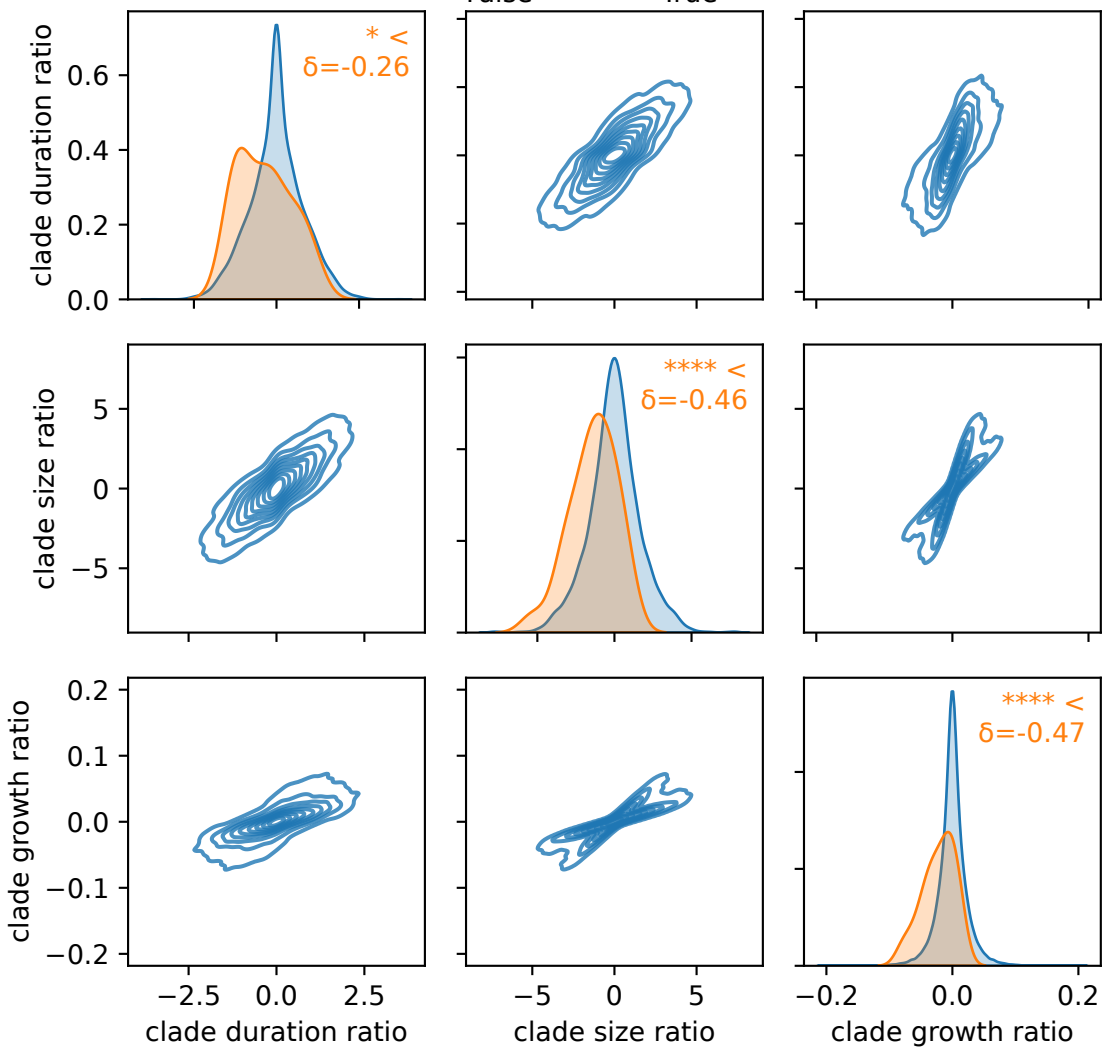 clade duration ratio
0.6
0.4
0.2
0.0
* <
δ=-0.26
clade size ratio
5
0
−5
**** <
δ=-0.46
clade growth ratio
0.2
0.1
0.0
−0.1
−0.2
**** <
δ=-0.47
−2.5 0.0 2.5
clade duration ratio
−5 0 5
clade size ratio
−0.2 0.0 0.2
clade growth ratio